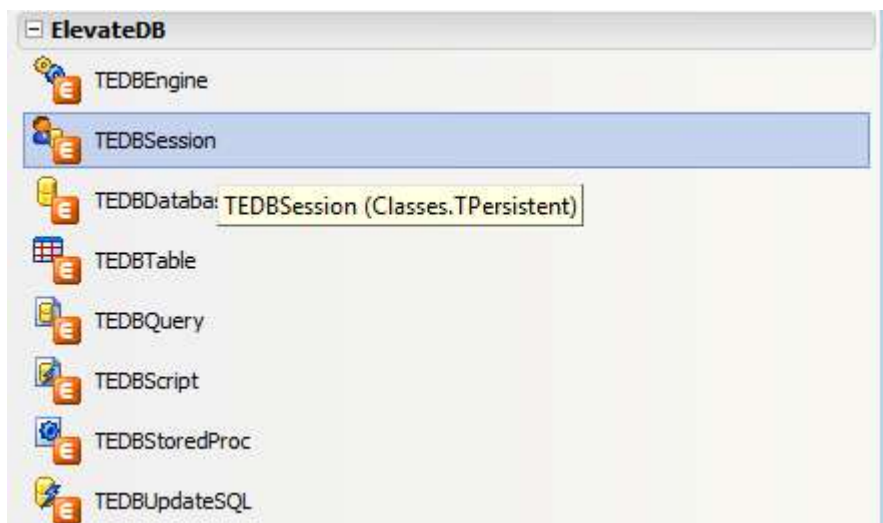 ElevateDB
TEDBEngine
TEDBSession
TEDBDataba
TEDBSession (Classes.TPersistent)
TEDBTable
TEDBQuery
TEDBScript
TEDBStoredProc
TEDBUpdateSQL